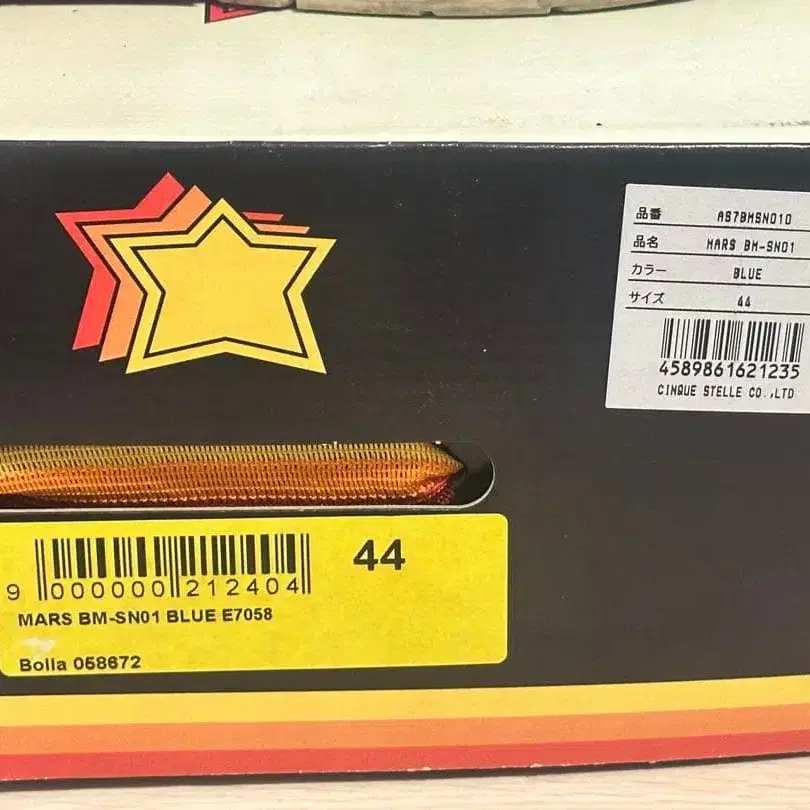 品番 AS7BMSN010
品名 MARS BM-SN01
カラー BLUE
サイズ 44
4589861621235
CINQUE STELLE CO.,LTD
44
9 000000 212404
MARS BM-SN01 BLUE E7058
Bolla 058672